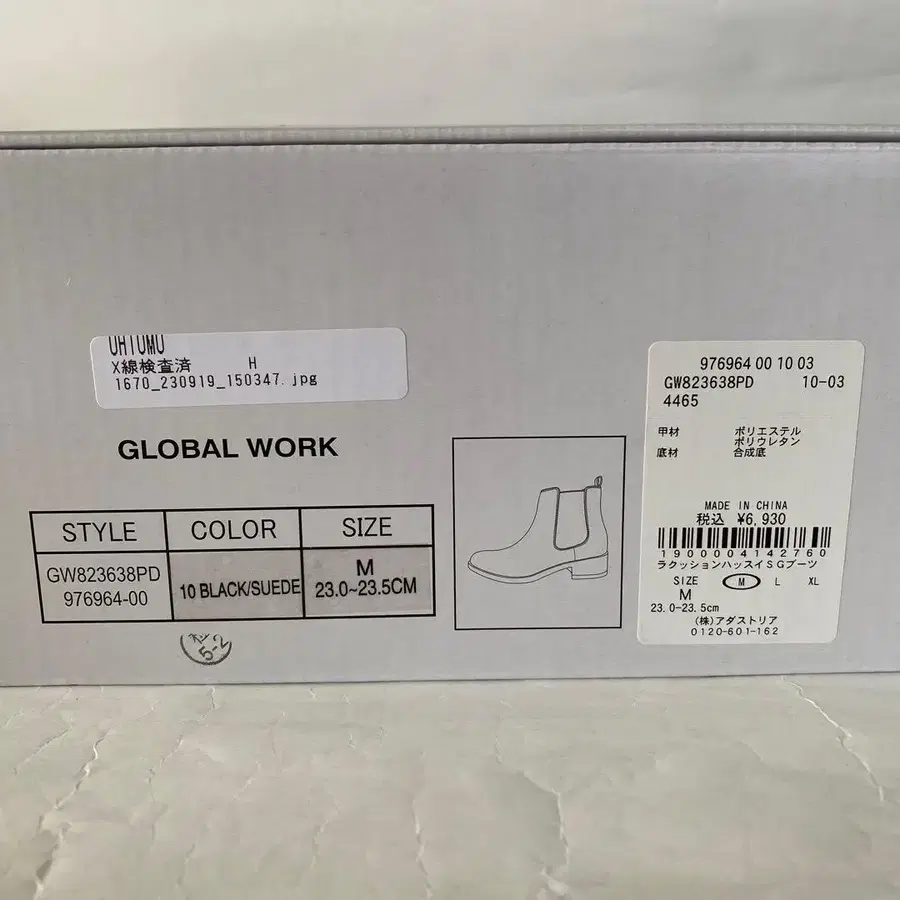 UHTOMO
X線検査済 H
1670_230919_150347.jpg
GLOBAL WORK
STYLE COLOR SIZE
GW823638PD
976964-00
10 BLACK/SUEDE
M
23.0~23.5CM
5-2
976964 00 10 03
GW823638PD 10-03
4465
甲材 ポリエステル
ポリウレタン
底材 合成底
MADE IN CHINA
税込 ¥6,930
1900004142760
ラクッションハッスイSGブーツ
SIZE M L XL
M
23.0-23.5cm
(株)アダストリア
0120-601-162